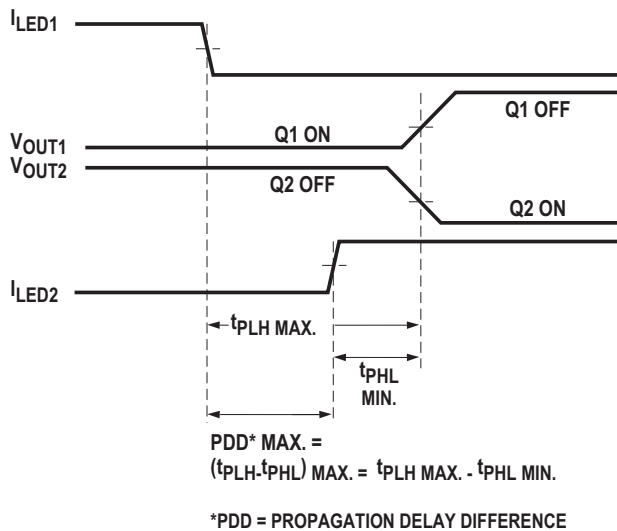 ILED1
Q1 OFF
VOUT1
Q1 ON
VOUT2
Q2 OFF
Q2 ON
ILED2
tPLH MAX.
tPHL
MIN.
PDD* MAX. =
(tPLH-tPHL) MAX. = tPLH MAX. - tPHL MIN.
*PDD = PROPAGATION DELAY DIFFERENCE